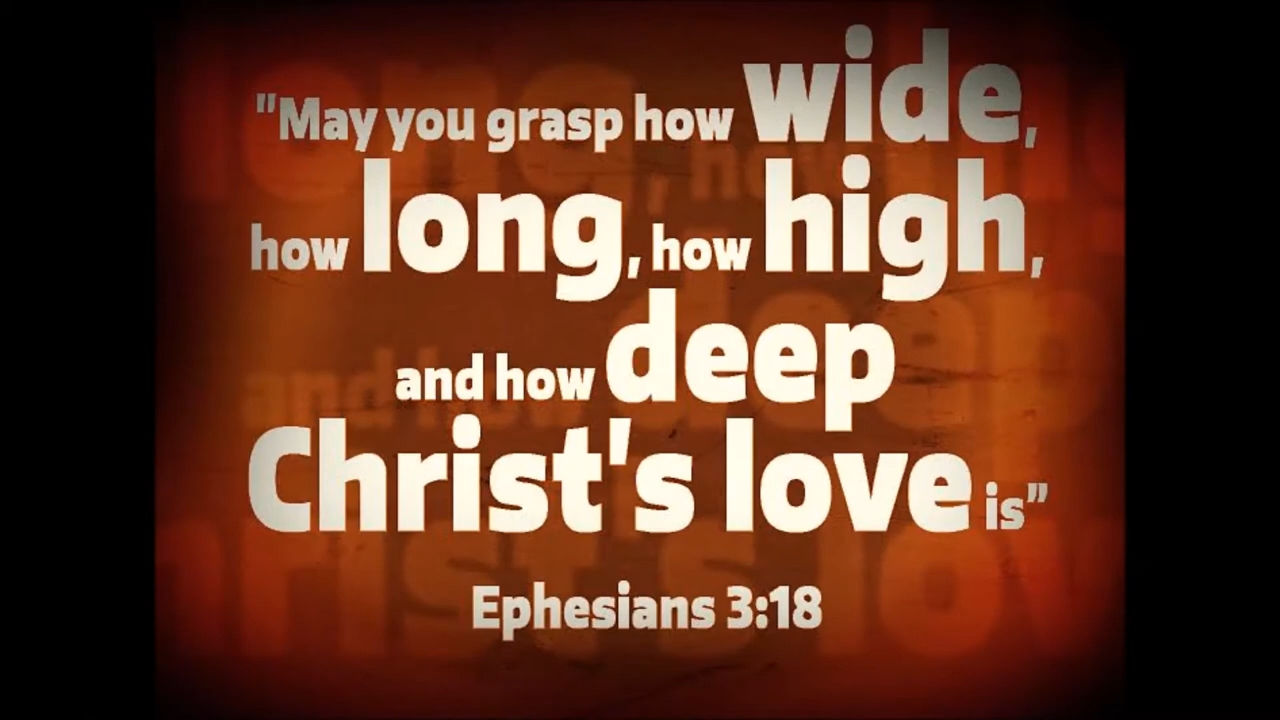 "May you grasp how wide,
how long, how high,
and how deep
Christ's love is”
Ephesians 3:18